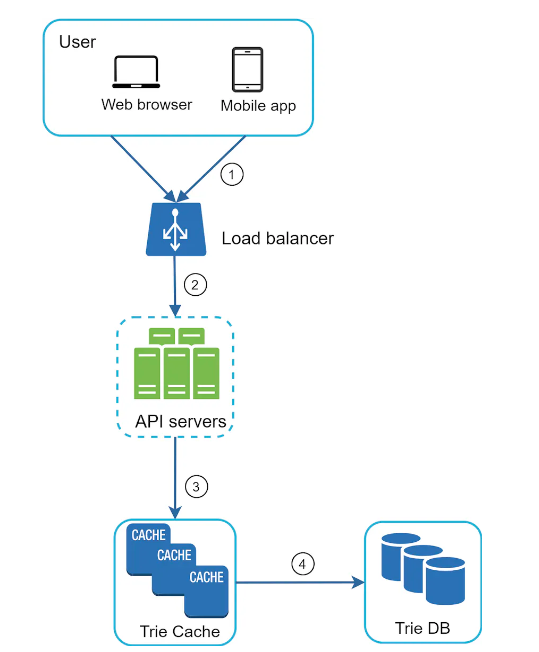 User
Web browser
Mobile app
1
Load balancer
2
API servers
3
CACHE
CACHE
CACHE
4
Trie Cache
Trie DB